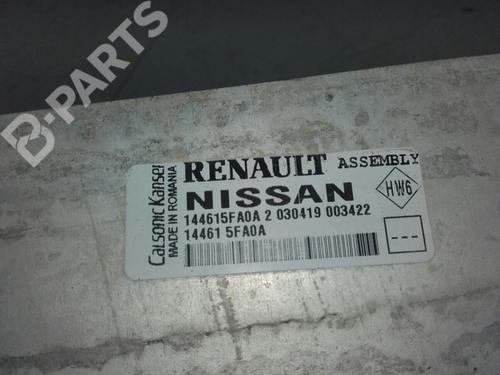 B-PARTS
Calsonic Kansei
MADE IN ROMANIA
RENAULT ASSEMBLY
NISSAN
HW6
144615FA0A 2 030419 003422
14461 5FA0A
---